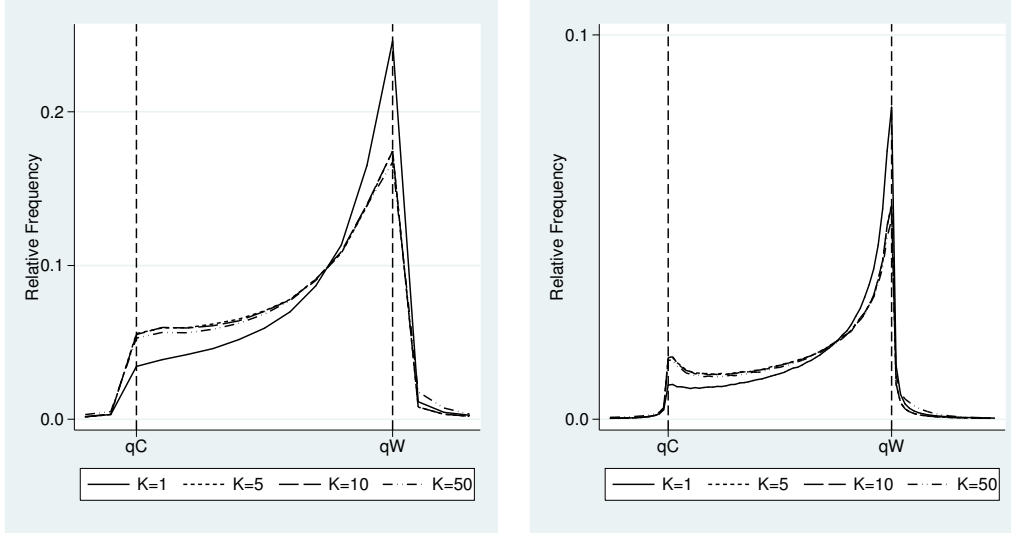 Relative Frequency
0.2
0.1
0.0
qC
qW
K=1
K=5
K=10
K=50
Relative Frequency
0.1
0.0
qC
qW
K=1
K=5
K=10
K=50